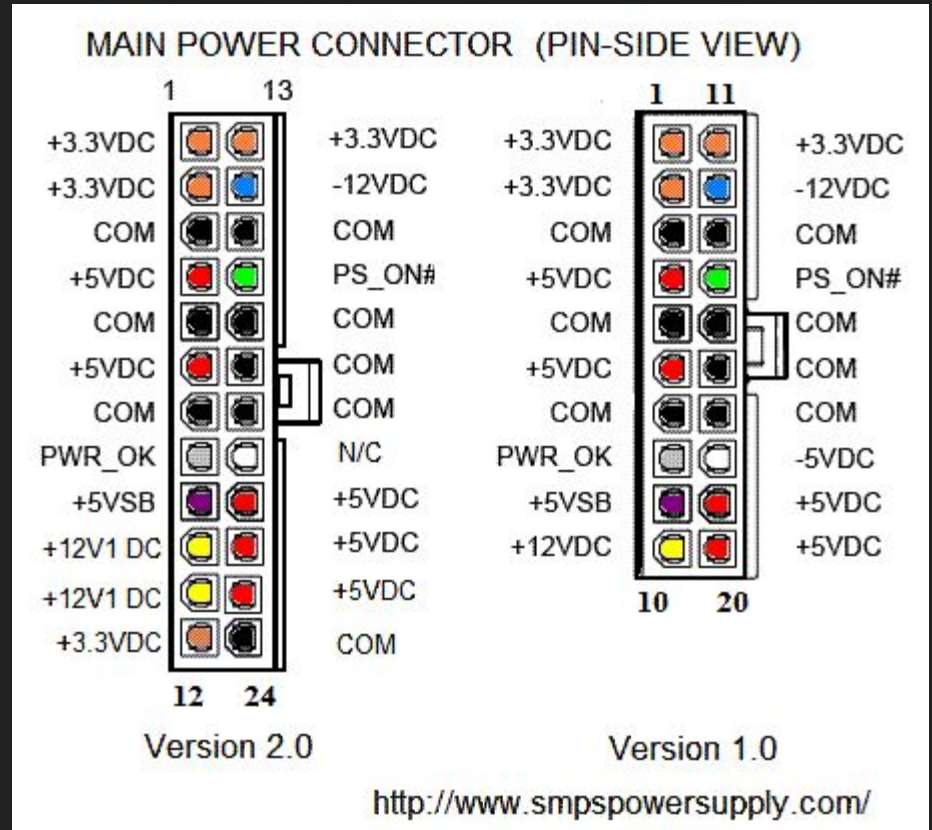 MAIN POWER CONNECTOR (PIN-SIDE VIEW)
1 13
+3.3VDC +3.3VDC
+3.3VDC -12VDC
COM COM
+5VDC PS_ON#
COM COM
+5VDC COM
COM COM
PWR_OK N/C
+5VSB +5VDC
+12V1 DC +5VDC
+12V1 DC +5VDC
+3.3VDC COM
12 24
Version 2.0
1 11
+3.3VDC +3.3VDC
+3.3VDC -12VDC
COM COM
+5VDC PS_ON#
COM COM
+5VDC COM
COM COM
PWR_OK -5VDC
+5VSB +5VDC
+12VDC +5VDC
10 20
Version 1.0
http://www.smpspowersupply.com/